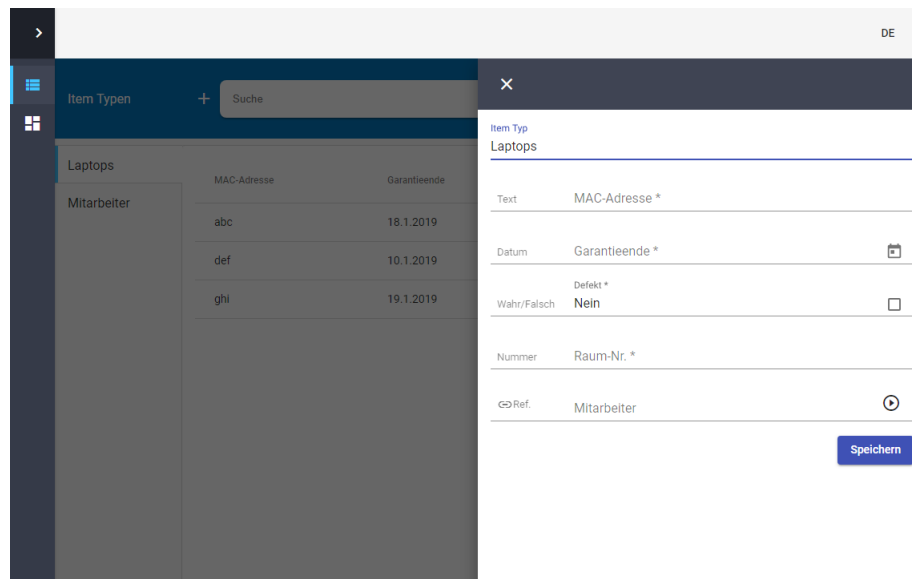 DE
Item Typen
Suche
Laptops
Mitarbeiter
MAC-Adresse Garantieende
abc 18.1.2019
def 10.1.2019
ghi 19.1.2019
Item Typ
Laptops
Text MAC-Adresse *
Datum Garantieende *
Defekt *
Wahr/Falsch Nein
Nummer Raum-Nr. *
Ref. Mitarbeiter
Speichern